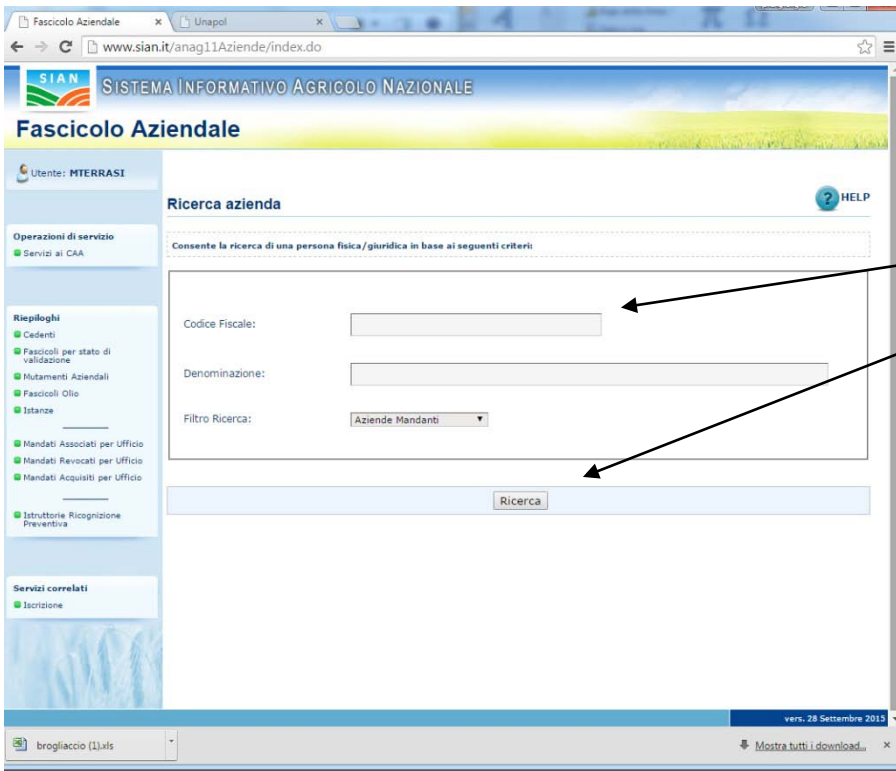 Fascicolo Aziendale
Unapol
www.sian.it/anag11Aziende/index.do
SIAN
SISTEMA INFORMATIVO AGRICOLO NAZIONALE
Fascicolo Aziendale
Utente: MTERRASI
Ricerca azienda
HELP
Operazioni di servizio
Servizi ai CAA
Consente la ricerca di una persona fisica/giuridica in base ai seguenti criteri:
Riepiloghi
Cedenti
Fascicoli per stato di
validazione
Mutamenti Aziendali
Fascicoli Olio
Istanze
Mandati Associati per Ufficio
Mandati Revocati per Ufficio
Mandati Acquisiti per Ufficio
Istruttorie Ricognizione
Preventiva
Codice Fiscale:
Denominazione:
Filtro Ricerca:
Aziende Mandanti
Ricerca
Servizi correlati
Iscrizione
vers. 28 Settembre 2015
brogliaccio (1).xls
Mostra tutti i download...